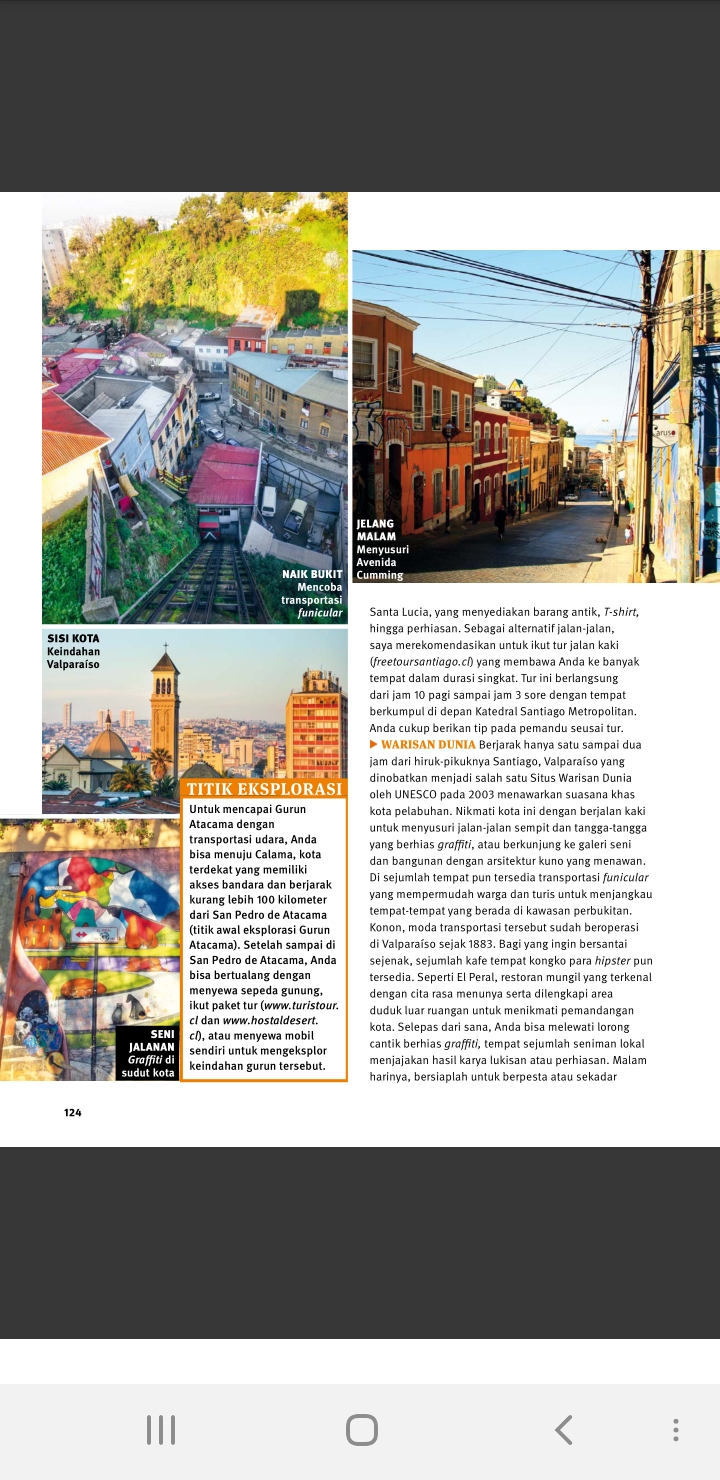 NAIK BUKIT
Mencoba
transportasi
funicular
JELANG
MALAM
Menyusuri
Avenida
Cumming
aruso
SISI KOTA
Keindahan
Valparaíso
TITIK EKSPLORASI
Untuk mencapai Gurun
Atacama dengan
transportasi udara, Anda
bisa menuju Calama, kota
terdekat yang memiliki
akses bandara dan berjarak
kurang lebih 100 kilometer
dari San Pedro de Atacama
(titik awal eksplorasi Gurun
Atacama). Setelah sampai di
San Pedro de Atacama, Anda
bisa bertualang dengan
menyewa sepeda gunung,
ikut paket tur (www.turistour.
cl dan www.hostaldesert.
cl), atau menyewa mobil
sendiri untuk mengeksplor
keindahan gurun tersebut.
SENI
JALANAN
Graffiti di
sudut kota
Santa Lucia, yang menyediakan barang antik, T-shirt,
hingga perhiasan. Sebagai alternatif jalan-jalan,
saya merekomendasikan untuk ikut tur jalan kaki
(freetoursantiago.cl) yang membawa Anda ke banyak
tempat dalam durasi singkat. Tur ini berlangsung
dari jam 10 pagi sampai jam 3 sore dengan tempat
berkumpul di depan Katedral Santiago Metropolitan.
Anda cukup berikan tip pada pemandu seusai tur.
▶ WARISAN DUNIA Berjarak hanya satu sampai dua
jam dari hiruk-pikuknya Santiago, Valparaíso yang
dinobatkan menjadi salah satu Situs Warisan Dunia
oleh UNESCO pada 2003 menawarkan suasana khas
kota pelabuhan. Nikmati kota ini dengan berjalan kaki
untuk menyusuri jalan-jalan sempit dan tangga-tangga
yang berhias graffiti, atau berkunjung ke galeri seni
dan bangunan dengan arsitektur kuno yang menawan.
Di sejumlah tempat pun tersedia transportasi funicular
yang mempermudah warga dan turis untuk menjangkau
tempat-tempat yang berada di kawasan perbukitan.
Konon, moda transportasi tersebut sudah beroperasi
di Valparaíso sejak 1883. Bagi yang ingin bersantai
sejenak, sejumlah kafe tempat kongko para hipster pun
tersedia. Seperti El Peral, restoran mungil yang terkenal
dengan cita rasa menunya serta dilengkapi area
duduk luar ruangan untuk menikmati pemandangan
kota. Selepas dari sana, Anda bisa melewati lorong
cantik berhias graffiti, tempat sejumlah seniman lokal
menjajakan hasil karya lukisan atau perhiasan. Malam
harinya, bersiaplah untuk berpesta atau sekadar
124